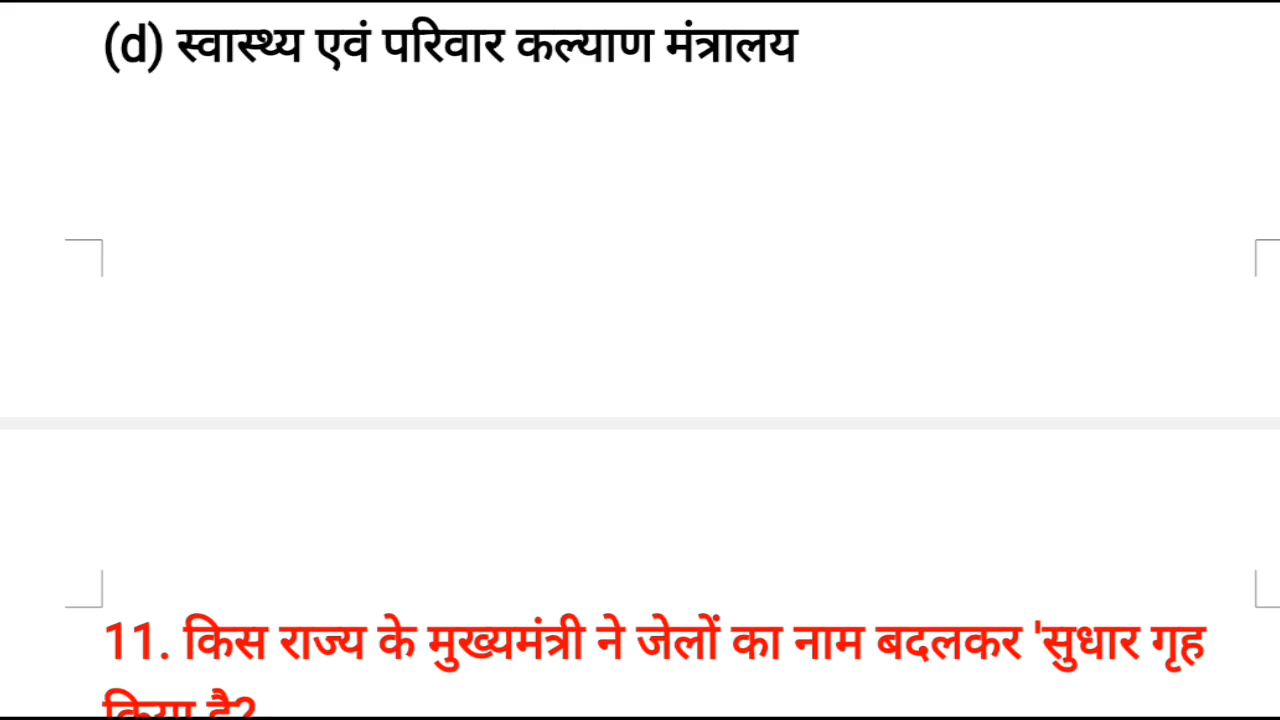 (d) स्वास्थ्य एवं परिवार कल्याण मंत्रालय
11. किस राज्य के मुख्यमंत्री ने जेलों का नाम बदलकर 'सुधार गृह
किया है?